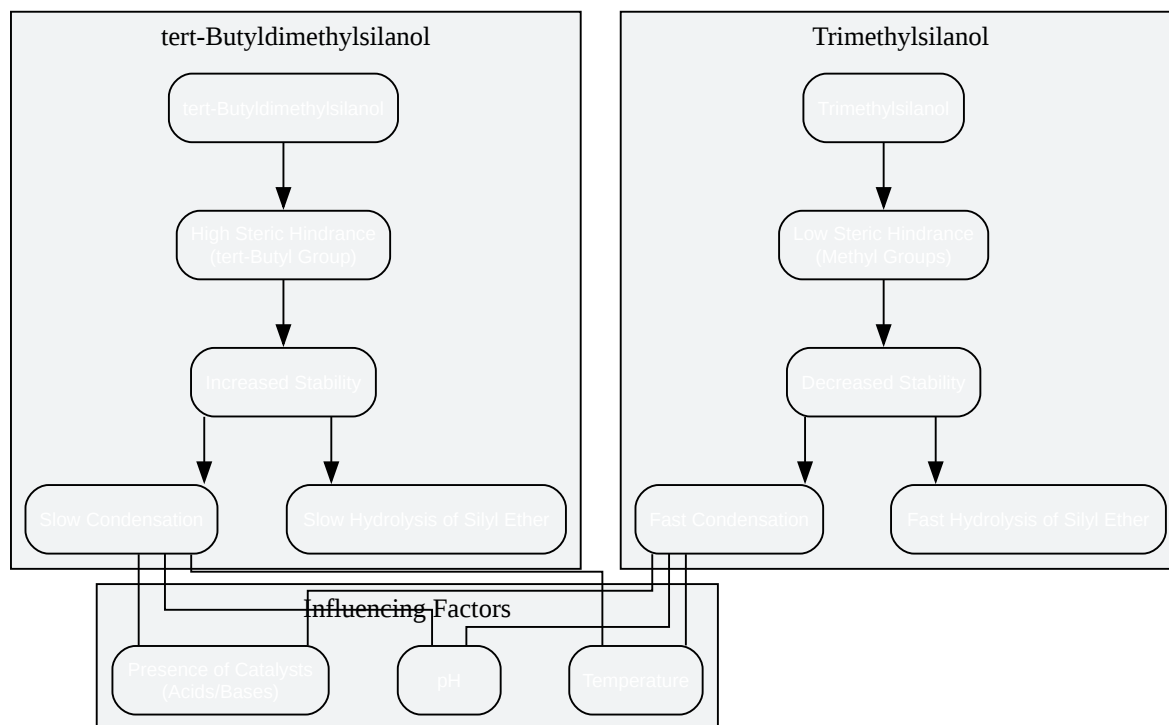 tert-Butyldimethylsilanol
tert-Butyldimethylsilanol
High Steric Hindrance
(tert-Butyl Group)
Increased Stability
Slow Condensation
Slow Hydrolysis of Silyl Ether
Trimethylsilanol
Trimethylsilanol
Low Steric Hindrance
(Methyl Groups)
Decreased Stability
Fast Condensation
Fast Hydrolysis of Silyl Ether
Influencing Factors
Presence of Catalysts
(Acids/Bases)
pH
Temperature